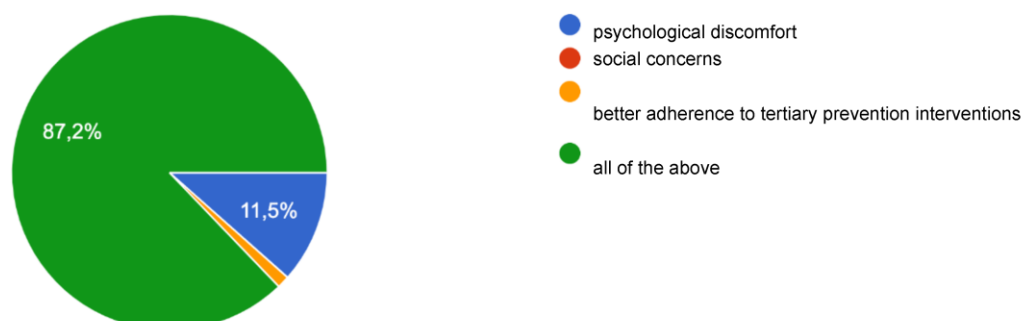 87,2%
11,5%
psychological discomfort
social concerns
better adherence to tertiary prevention interventions
all of the above